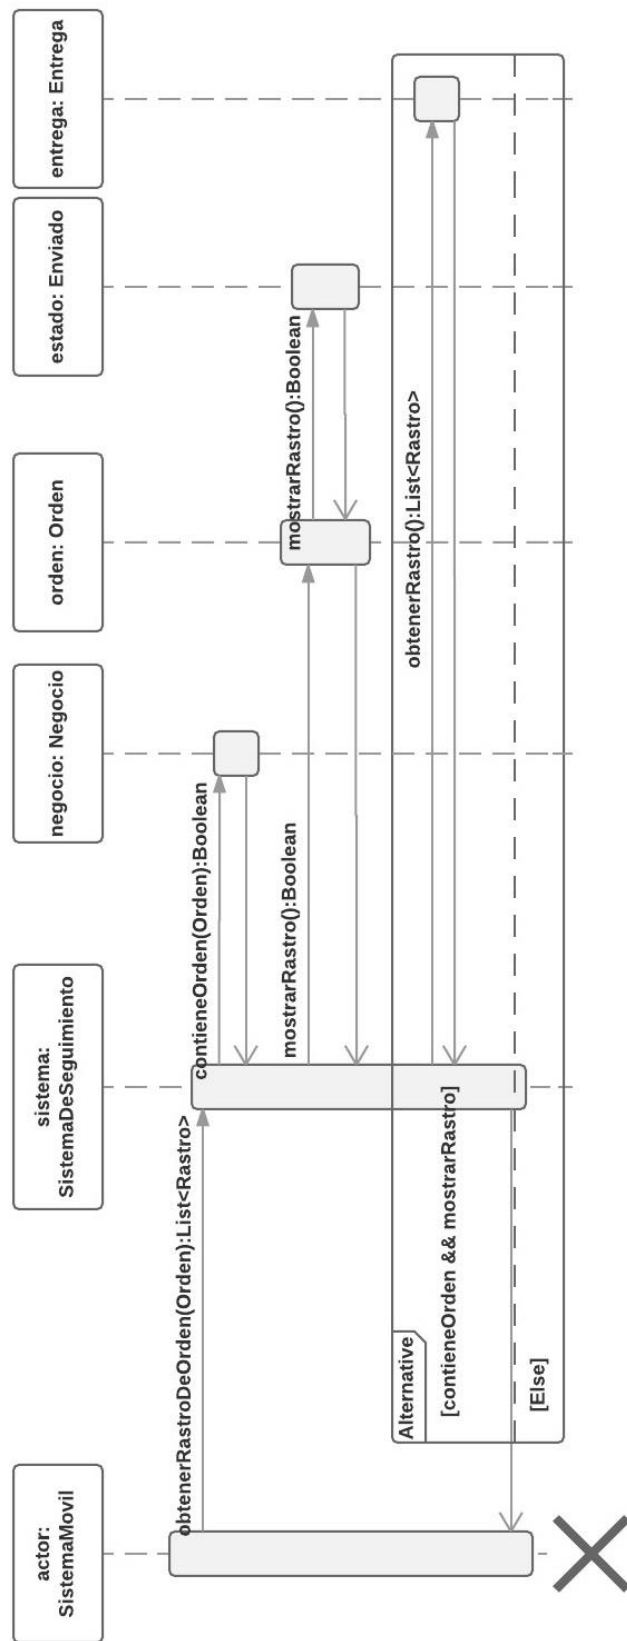 actor:
SistemaMovil
sistema:
SistemaDeSeguimiento
negocio: Negocio
orden: Orden
estado: Enviado
entrega: Entrega
obtenerRastroDeOrden(Orden):List<Rastro>
contieneOrden(Orden):Boolean
mostrarRastro():Boolean
mostrarRastro():Boolean
Alternative
obtenerRastro():List<Rastro>
[contieneOrden && mostrarRastro]
[Else]